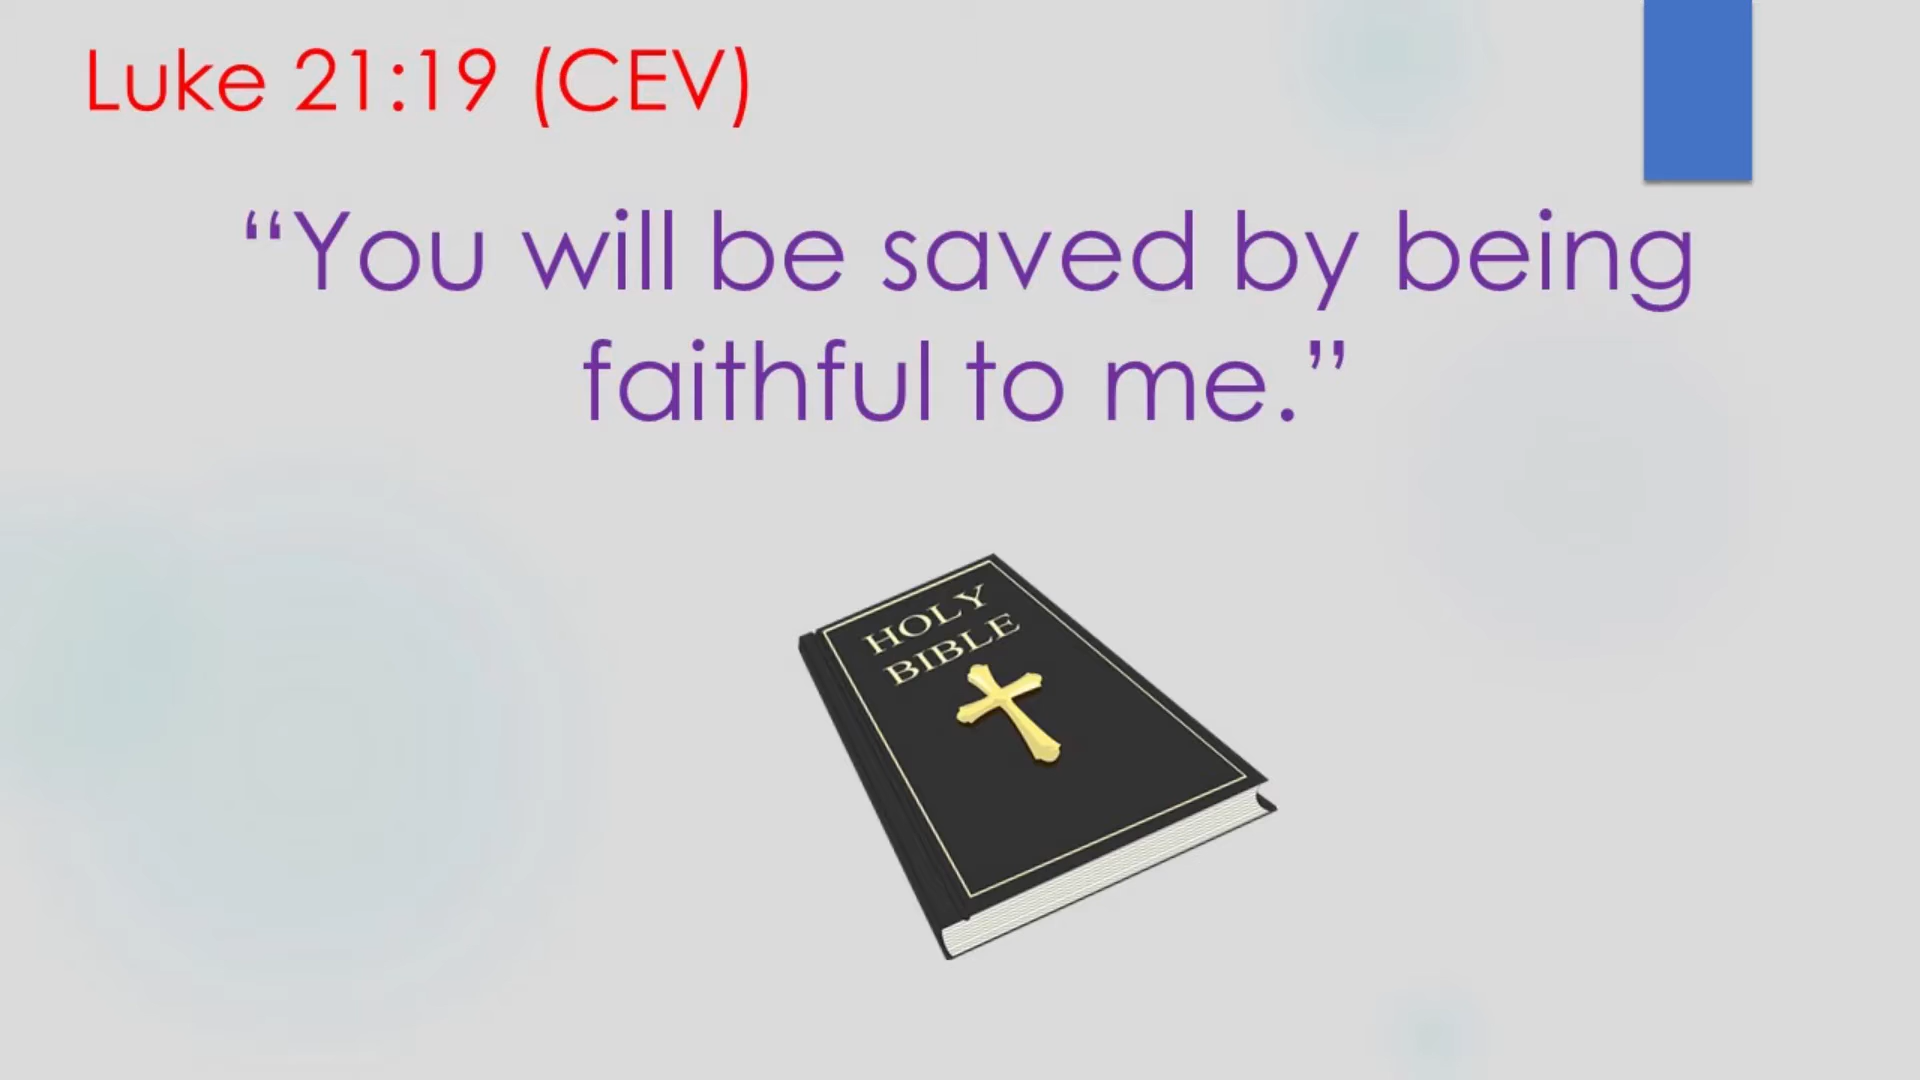 Luke 21:19 (CEV)
“You will be saved by being
faithful to me.”
HOLY
BIBLE